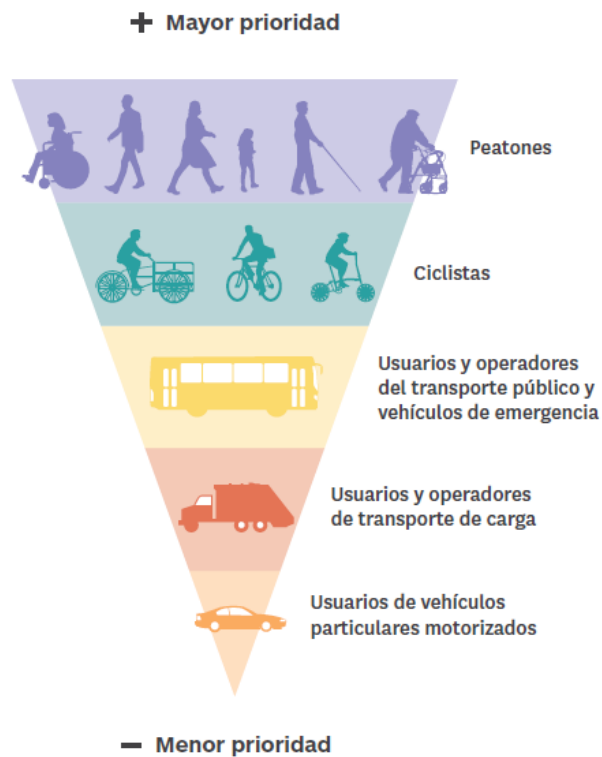 + Mayor prioridad
Peatones
Ciclistas
Usuarios y operadores
del transporte público y
vehículos de emergencia
Usuarios y operadores
de transporte de carga
Usuarios de vehículos
particulares motorizados
− Menor prioridad